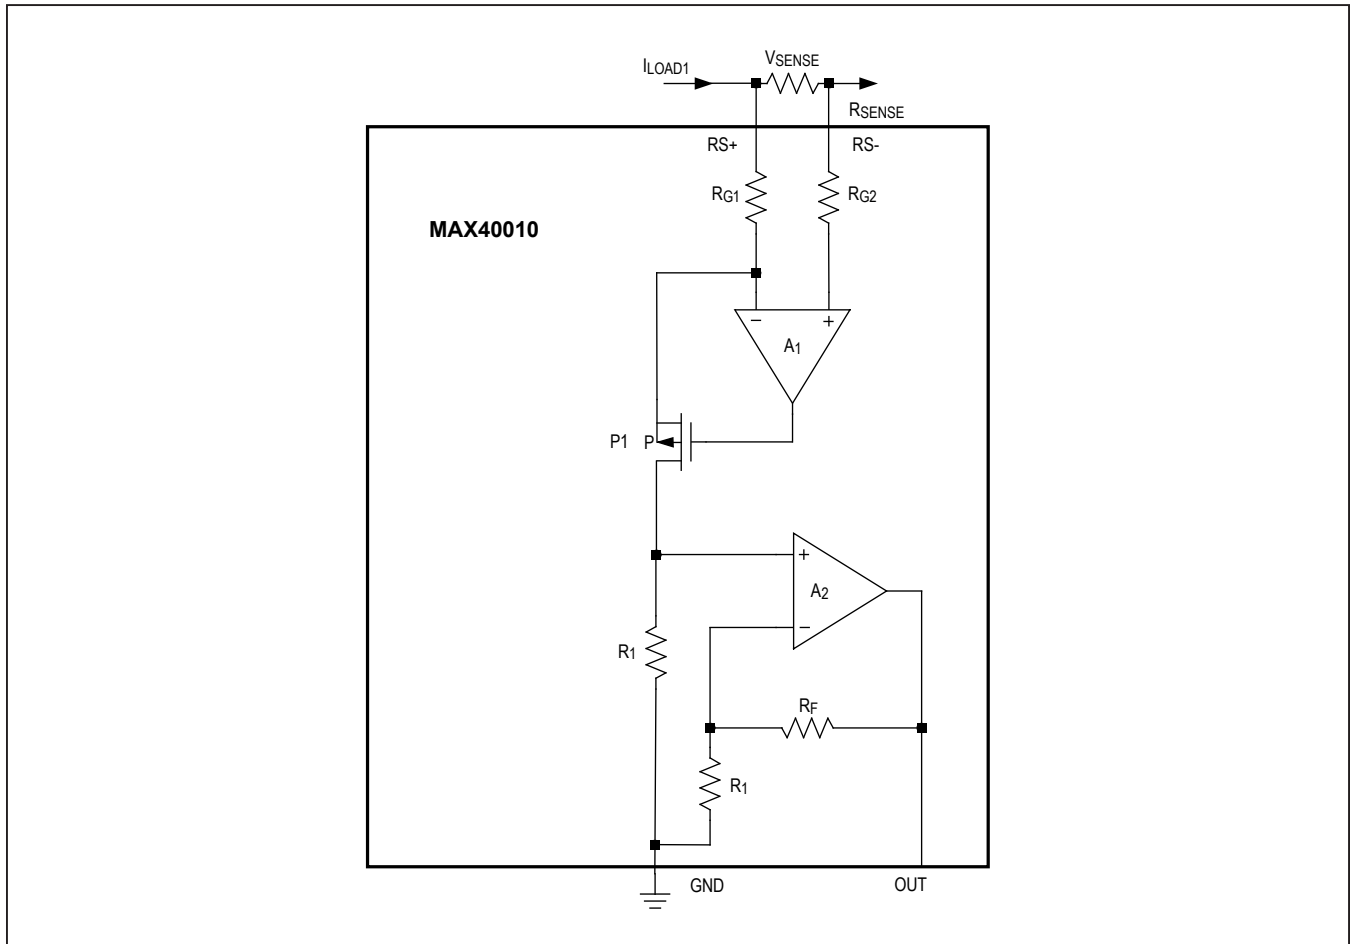 VSENSE
ILOAD1
RSENSE
RS+ RS-
RG1 RG2
MAX40010
− +
A1
P1 P
+
A2
−
R1
RF
R1
GND OUT